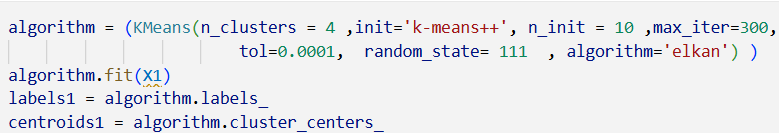 algorithm = (KMeans(n_clusters = 4 ,init='k-means++', n_init = 10 ,max_iter=300,
tol=0.0001,  random_state= 111  , algorithm='elkan') )
algorithm.fit(X1)
labels1 = algorithm.labels_
centroids1 = algorithm.cluster_centers_